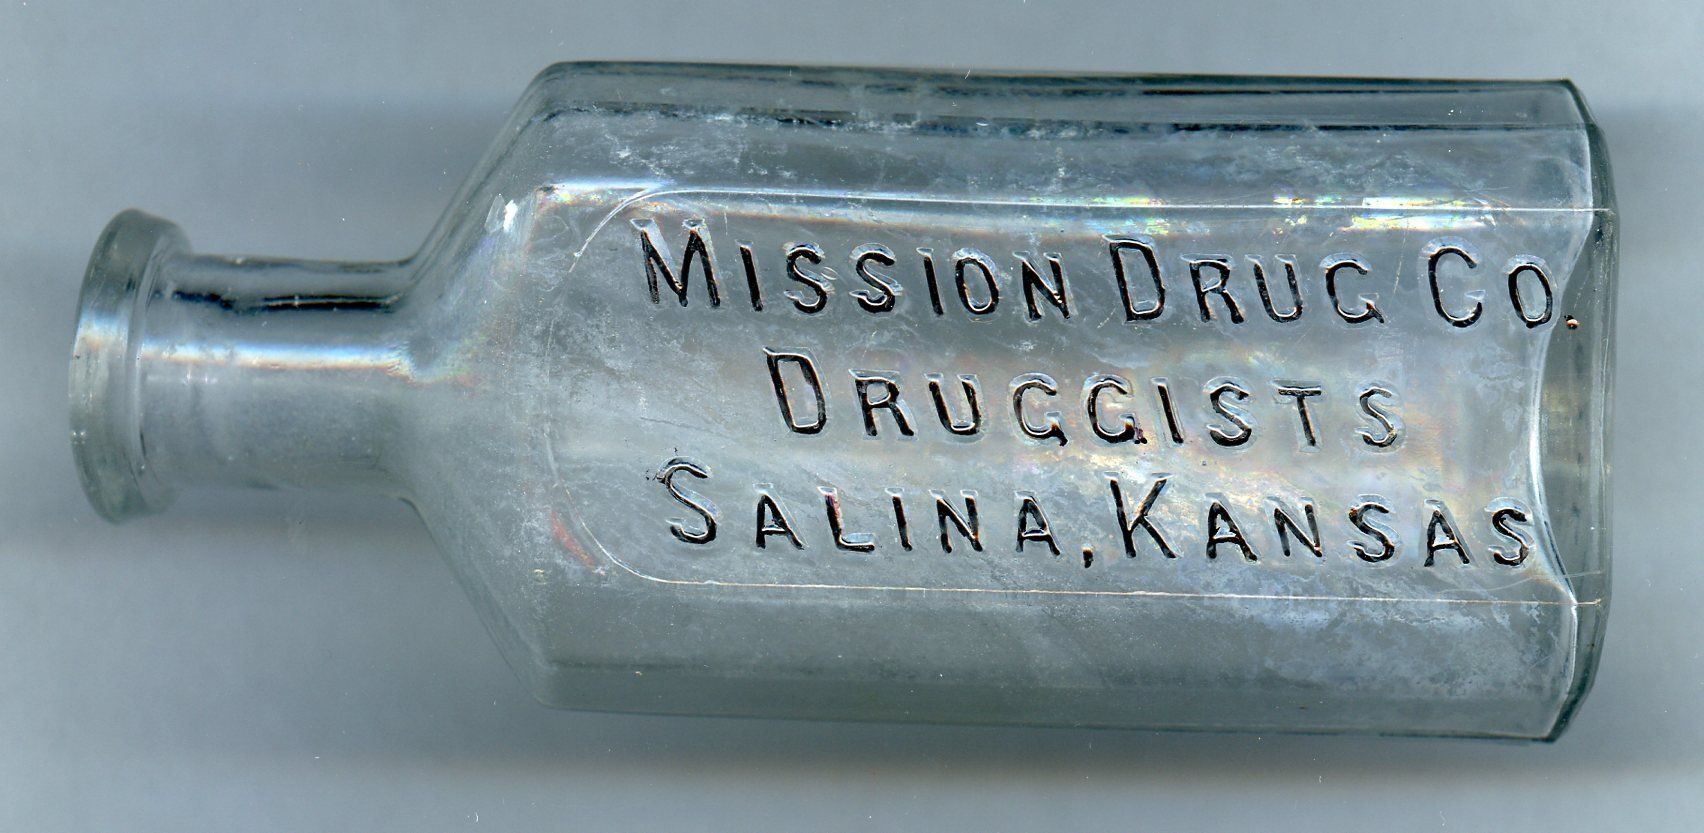 MISSION DRUG CO.
DRUGGISTS
SALINA, KANSAS